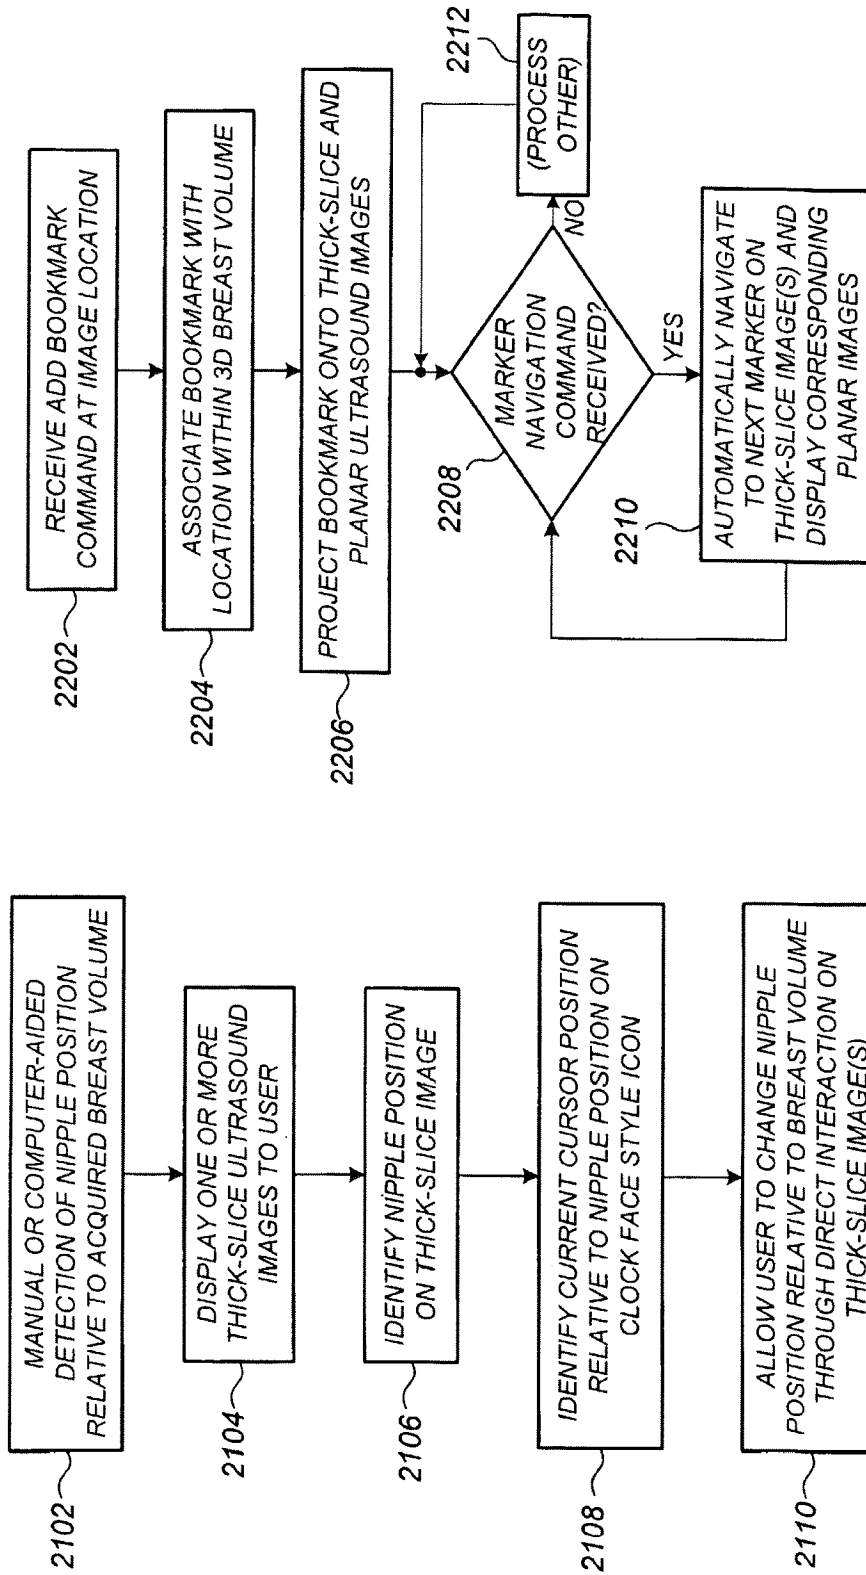 2102
MANUAL OR COMPUTER-AIDED
DETECTION OF NIPPLE POSITION
RELATIVE TO ACQUIRED BREAST VOLUME
2104
DISPLAY ONE OR MORE
THICK-SLICE ULTRASOUND
IMAGES TO USER
2106
IDENTIFY NIPPLE POSITION
ON THICK-SLICE IMAGE
2108
IDENTIFY CURRENT CURSOR POSITION
RELATIVE TO NIPPLE POSITION ON
CLOCK FACE STYLE ICON
2110
ALLOW USER TO CHANGE NIPPLE
POSITION RELATIVE TO BREAST VOLUME
THROUGH DIRECT INTERACTION ON
THICK-SLICE IMAGE(S)
2202
RECEIVE ADD BOOKMARK
COMMAND AT IMAGE LOCATION
2204
ASSOCIATE BOOKMARK WITH
LOCATION WITHIN 3D BREAST VOLUME
2206
PROJECT BOOKMARK ONTO THICK-SLICE AND
PLANAR ULTRASOUND IMAGES
2208
MARKER
NAVIGATION
COMMAND
RECEIVED?
NO
2212
(PROCESS
OTHER)
YES
2210
AUTOMATICALLY NAVIGATE
TO NEXT MARKER ON
THICK-SLICE IMAGE(S) AND
DISPLAY CORRESPONDING
PLANAR IMAGES